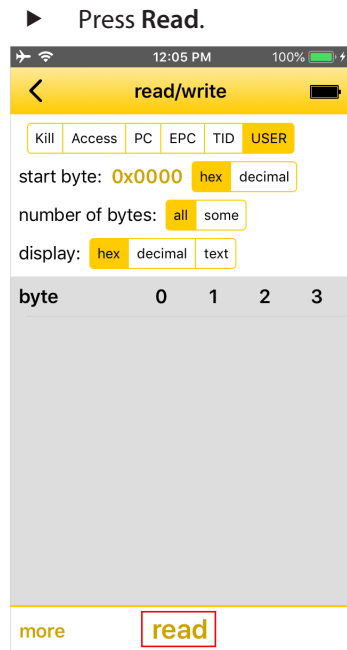 ▶ Press Read.
12:05 PM 100%
read/write
Kill Access PC EPC TID USER
start byte: 0x0000 hex decimal
number of bytes: all some
display: hex decimal text
byte 0 1 2 3
more read